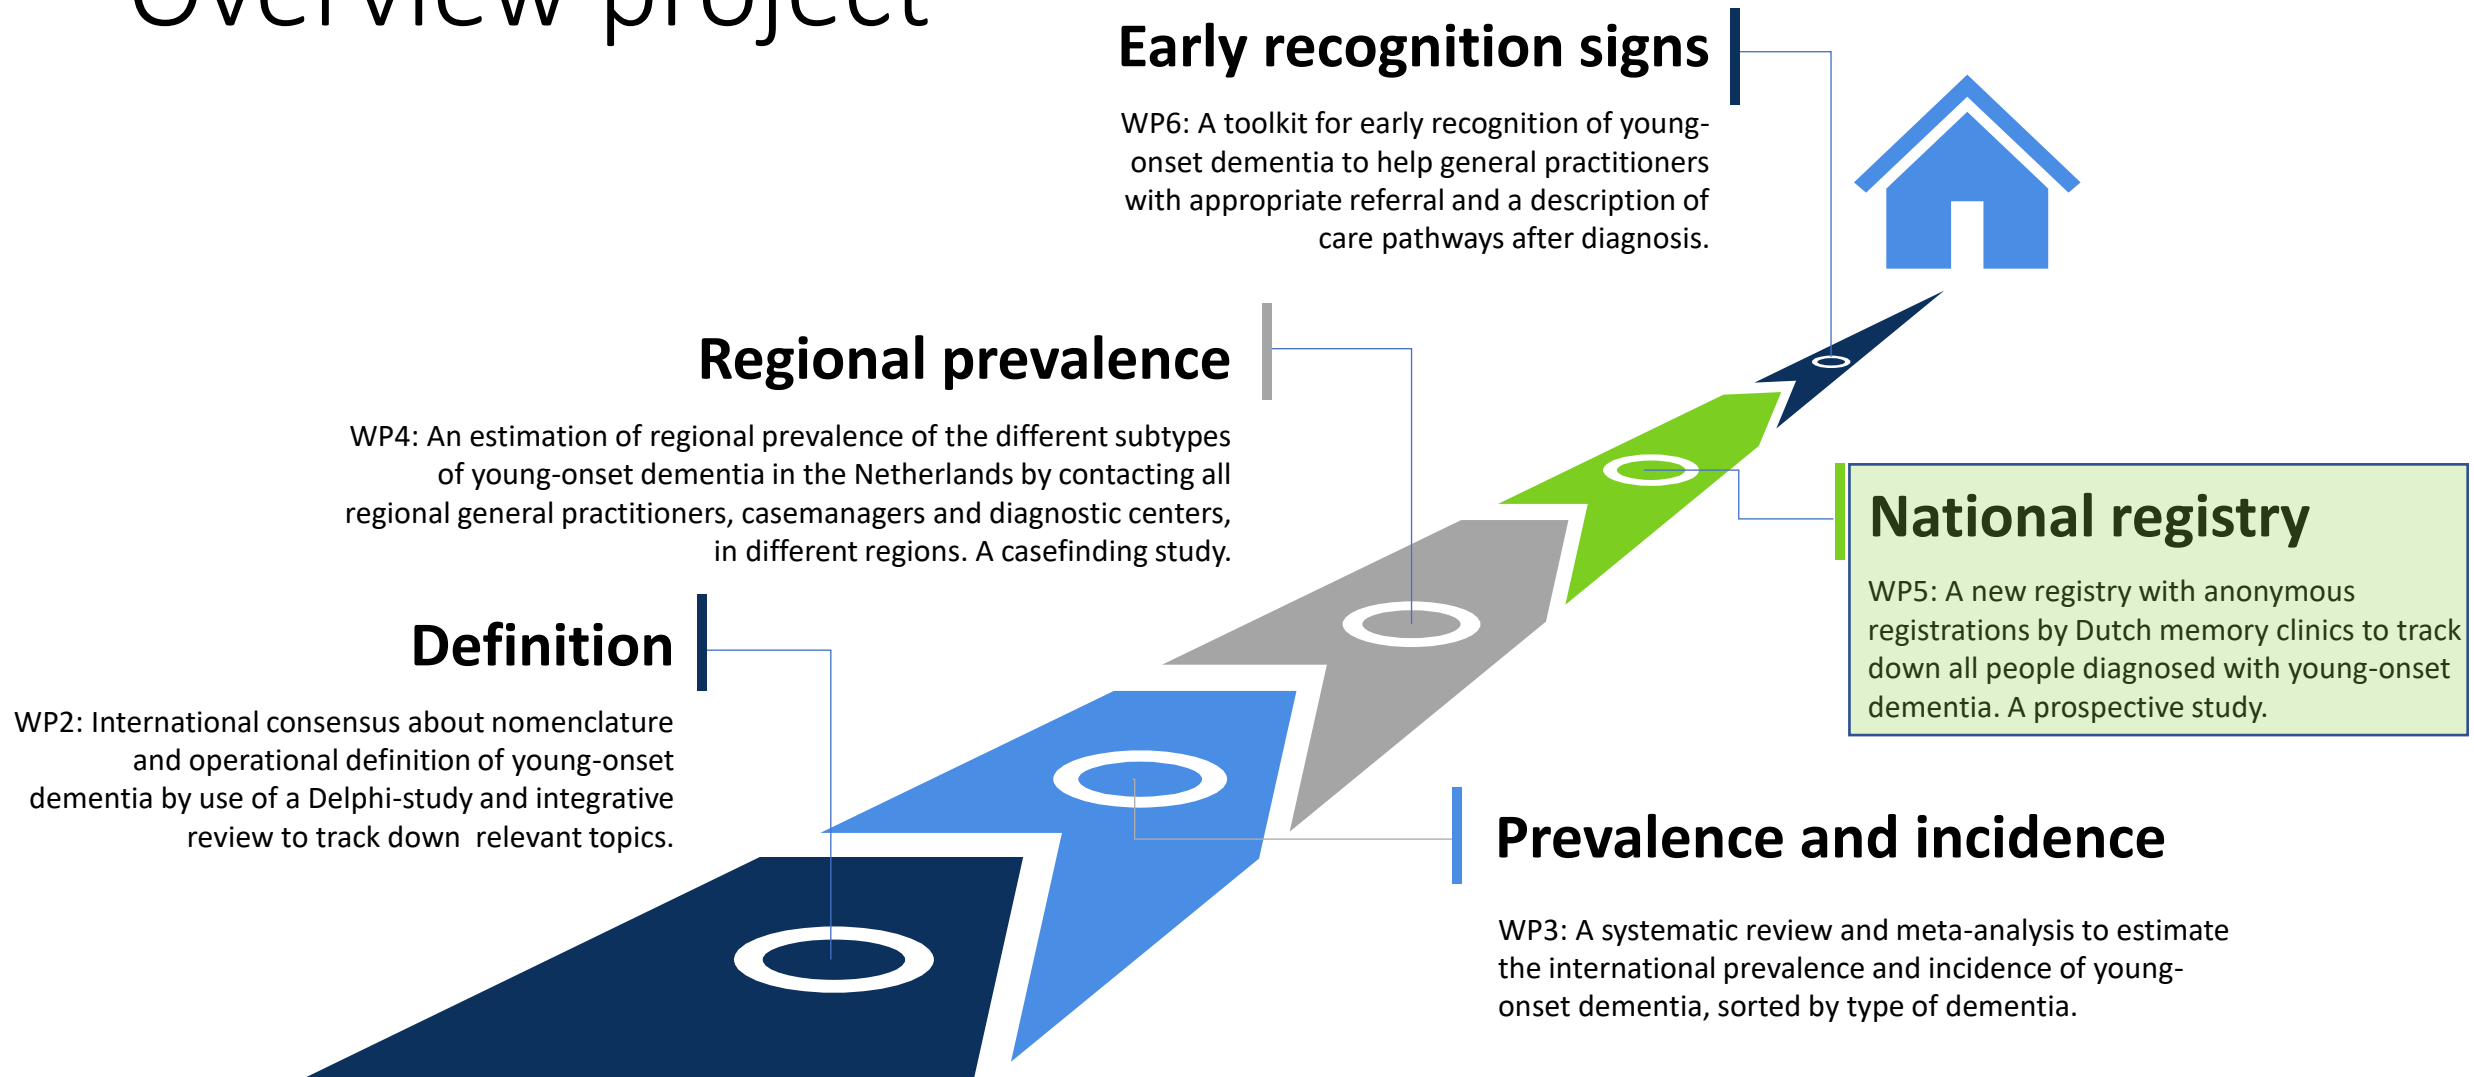 Overview project
Early recognition signs
WP6: A toolkit for early recognition of young-
onset dementia to help general practitioners
with appropriate referral and a description of
care pathways after diagnosis.
Regional prevalence
WP4: An estimation of regional prevalence of the different subtypes
of young-onset dementia in the Netherlands by contacting all
regional general practitioners, casemanagers and diagnostic centers,
in different regions. A casefinding study.
National registry
WP5: A new registry with anonymous
registrations by Dutch memory clinics to track
down all people diagnosed with young-onset
dementia. A prospective study.
Definition
WP2: International consensus about nomenclature
and operational definition of young-onset
dementia by use of a Delphi-study and integrative
review to track down  relevant topics.
Prevalence and incidence
WP3: A systematic review and meta-analysis to estimate
the international prevalence and incidence of young-
onset dementia, sorted by type of dementia.